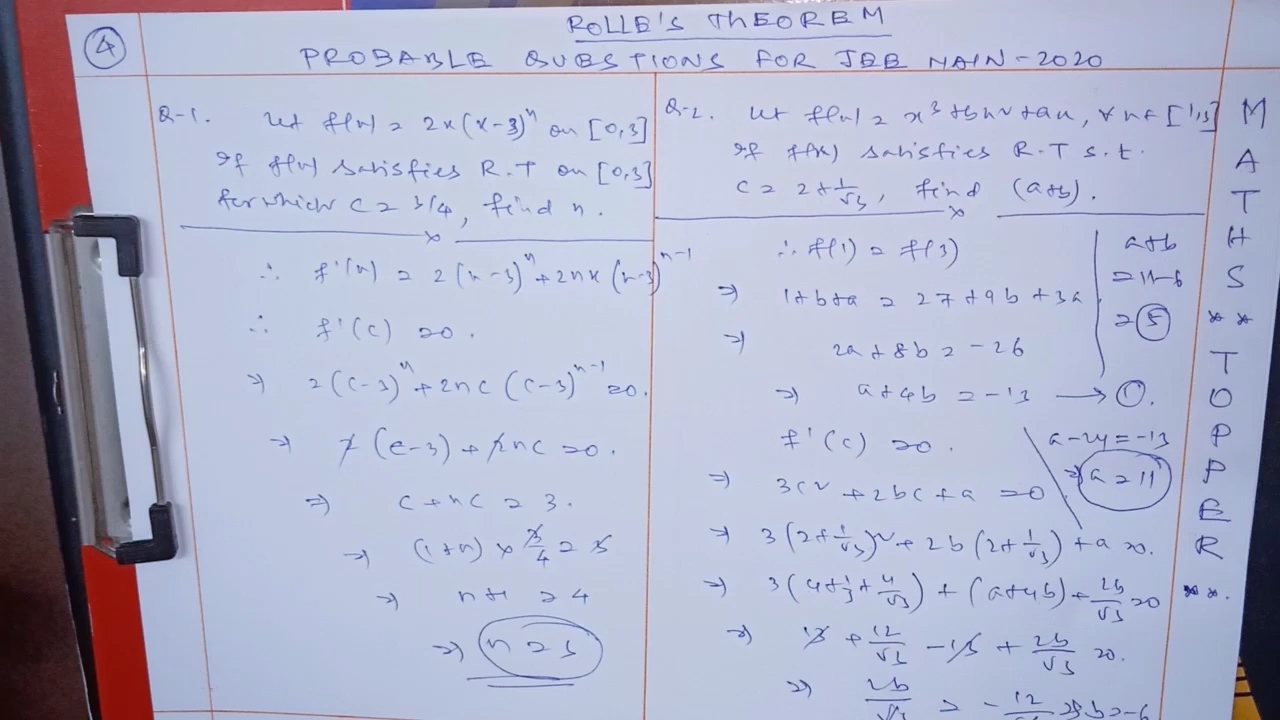 4
ROLLE'S THEOREM
PROBABLE QUESTIONS FOR JEE MAIN - 2020
Q-1. Let f(x) = 2x(x-3)^n on [0,3]
If f(x) satisfies R.T on [0,3]
for which c = 3/4, find n.
x
∴ f'(x) = 2(x-3)^n + 2nx(x-3)^{n-1}
∴ f'(c) = 0.
⇒ 2(c-3)^n + 2nc(c-3)^{n-1} = 0.
⇒ 2(c-3) + 2nc = 0.
⇒ c + nc = 3.
⇒ (1+n) × 3/4 = 3
⇒ n+1 = 4
⇒ n = 3
Q-2. Let f(x) = x³ + bx² + ax, ∀ x ∈ [1,3]
If f(x) satisfies R.T s.t.
c = 2 + 1/√3, find (a+b).
x
∴ f(1) = f(3)
⇒ 1+b+a = 27 + 9b + 3a
⇒ 2a + 8b = -26
⇒ a + 4b = -13 → ①.
f'(c) = 0.
⇒ 3c² + 2bc + a = 0
⇒ 3(2+1/√3)² + 2b(2+1/√3) + a = 0.
⇒ 3(4+1/3+4/√3) + (a+4b) + 2b/√3 = 0
⇒ 13 + 12/√3 - 13 + 2b/√3 = 0.
⇒ 2b/√3 = -12/√3 ⇒ b = -6
a - 24 = -13
⇒ a = 11
a+b
= 11-6
= 5
MATHS ** TOPPER **.